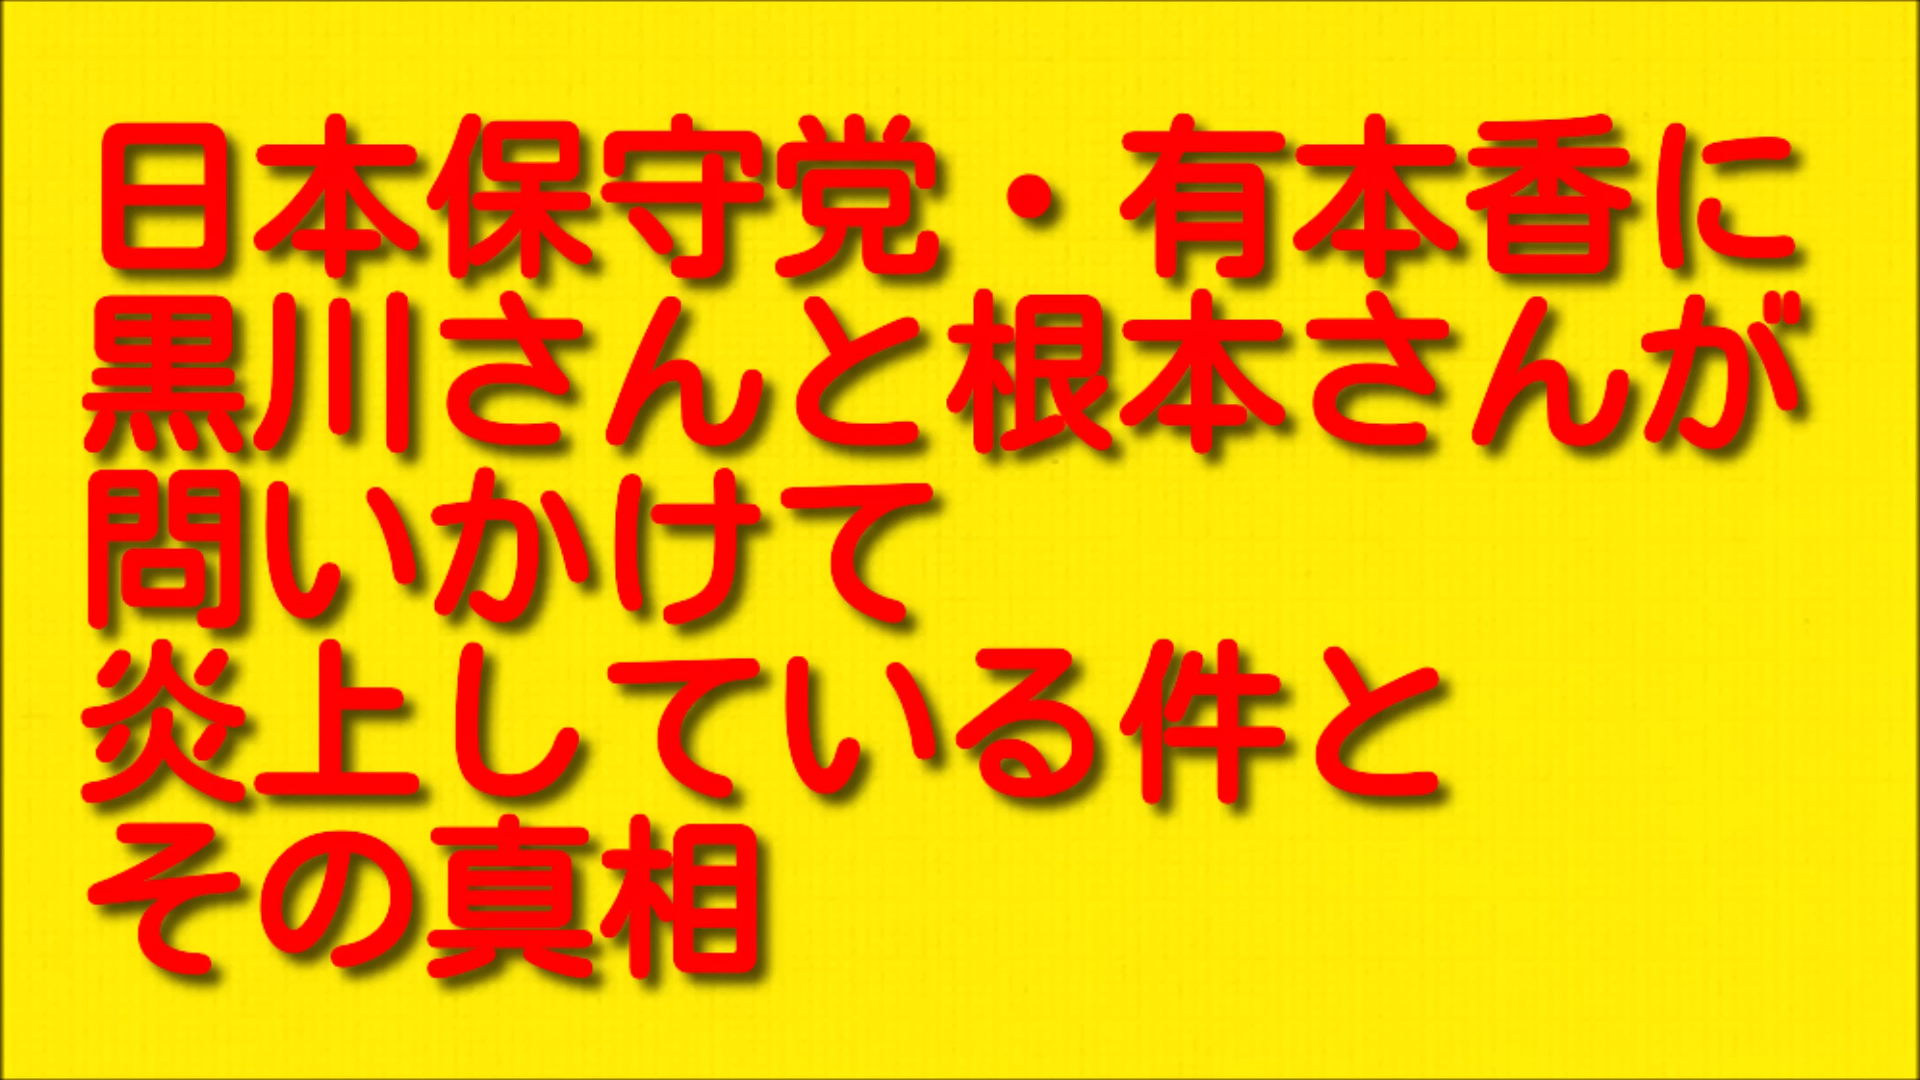 日本保守党・有本香に
黒川さんと根本さんが
問いかけて
炎上している件と
その真相